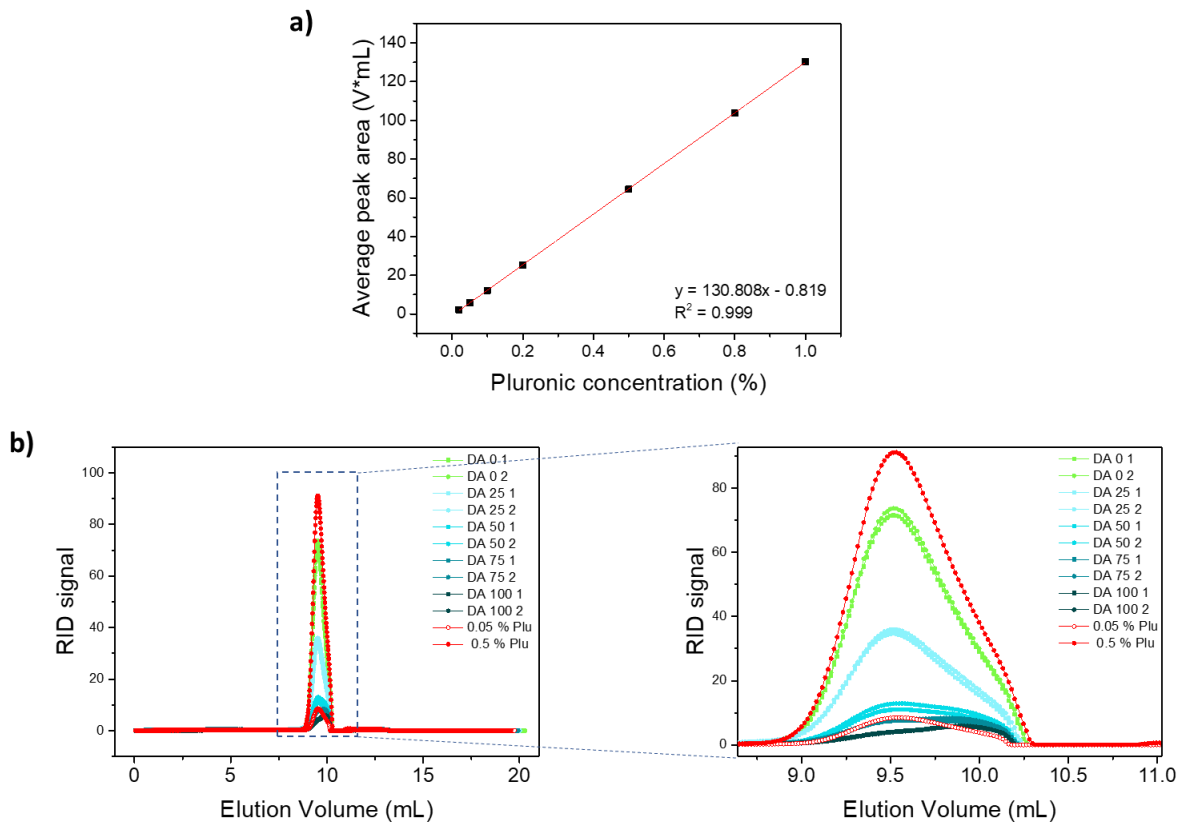 a)
Average peak area (V*mL)
140
120
100
80
60
40
20
0
0.0 0.2 0.4 0.6 0.8 1.0
y = 130.808x - 0.819
R² = 0.999
Pluronic concentration (%)
b)
RID signal
100
80
60
40
20
0
0 5 10 15 20
Elution Volume (mL)
DA 0 1
DA 0 2
DA 25 1
DA 25 2
DA 50 1
DA 50 2
DA 75 1
DA 75 2
DA 100 1
DA 100 2
0.05 % Plu
0.5 % Plu
RID signal
80
60
40
20
0
9.0 9.5 10.0 10.5 11.0
Elution Volume (mL)
DA 0 1
DA 0 2
DA 25 1
DA 25 2
DA 50 1
DA 50 2
DA 75 1
DA 75 2
DA 100 1
DA 100 2
0.05 % Plu
0.5 % Plu